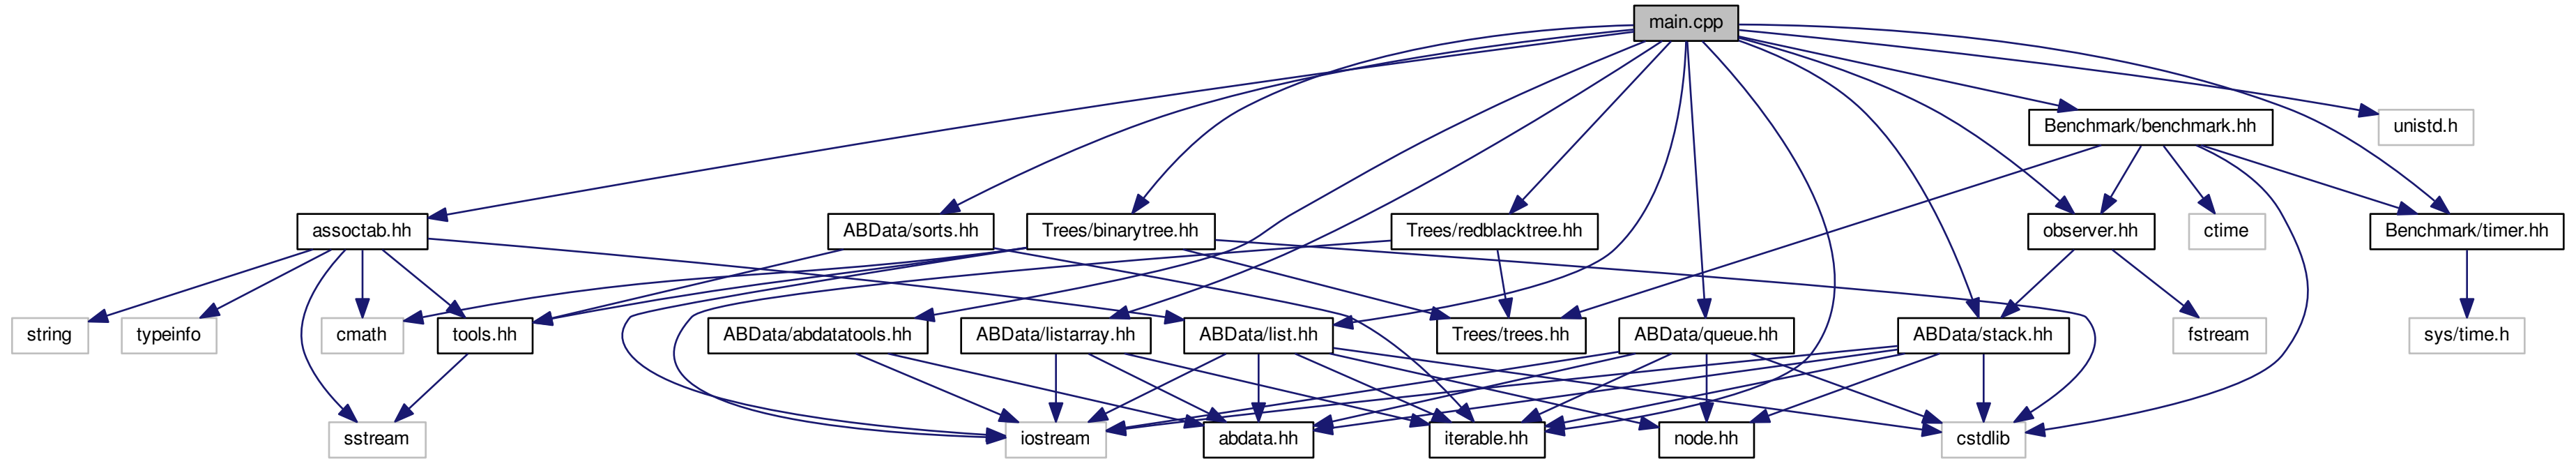 main.cpp
Benchmark/benchmark.hh
unistd.h
assoctab.hh
ABData/sorts.hh
Trees/binarytree.hh
Trees/redblacktree.hh
observer.hh
ctime
Benchmark/timer.hh
string
typeinfo
cmath
tools.hh
ABData/abdatatools.hh
ABData/listarray.hh
ABData/list.hh
Trees/trees.hh
ABData/queue.hh
ABData/stack.hh
fstream
sys/time.h
sstream
iostream
abdata.hh
iterable.hh
node.hh
cstdlib